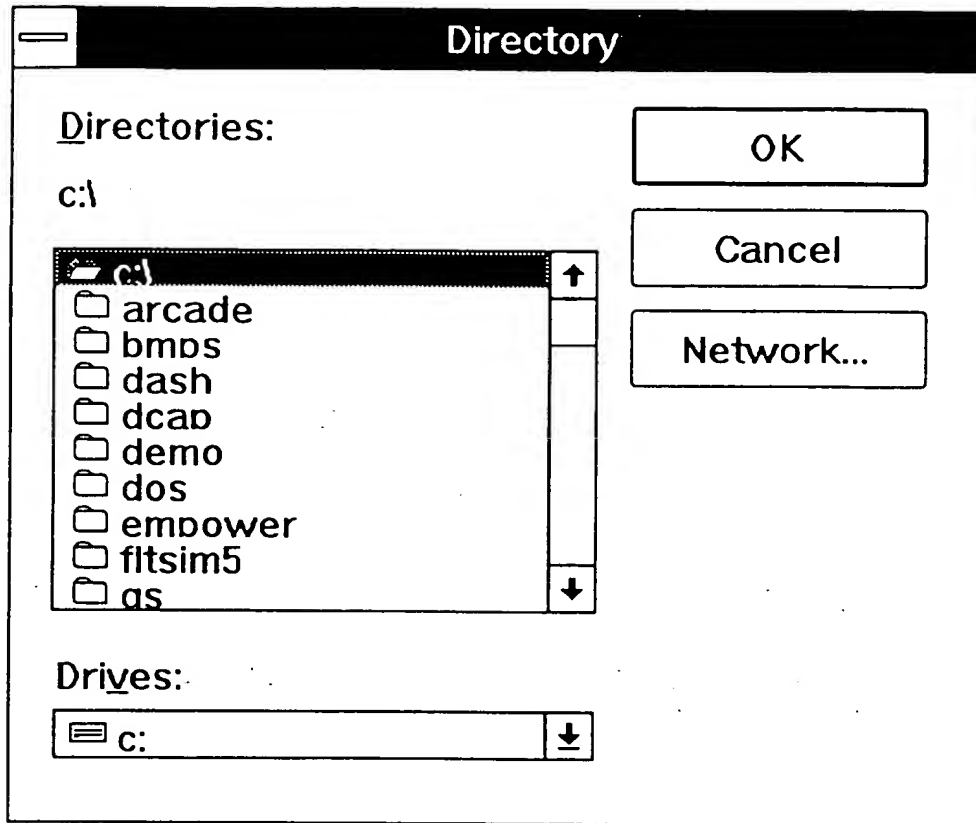 Directory
Directories:
c:\
c:\
arcade
bmps
dash
dcap
demo
dos
empower
fltsim5
gs
Drives:
c:
OK
Cancel
Network...